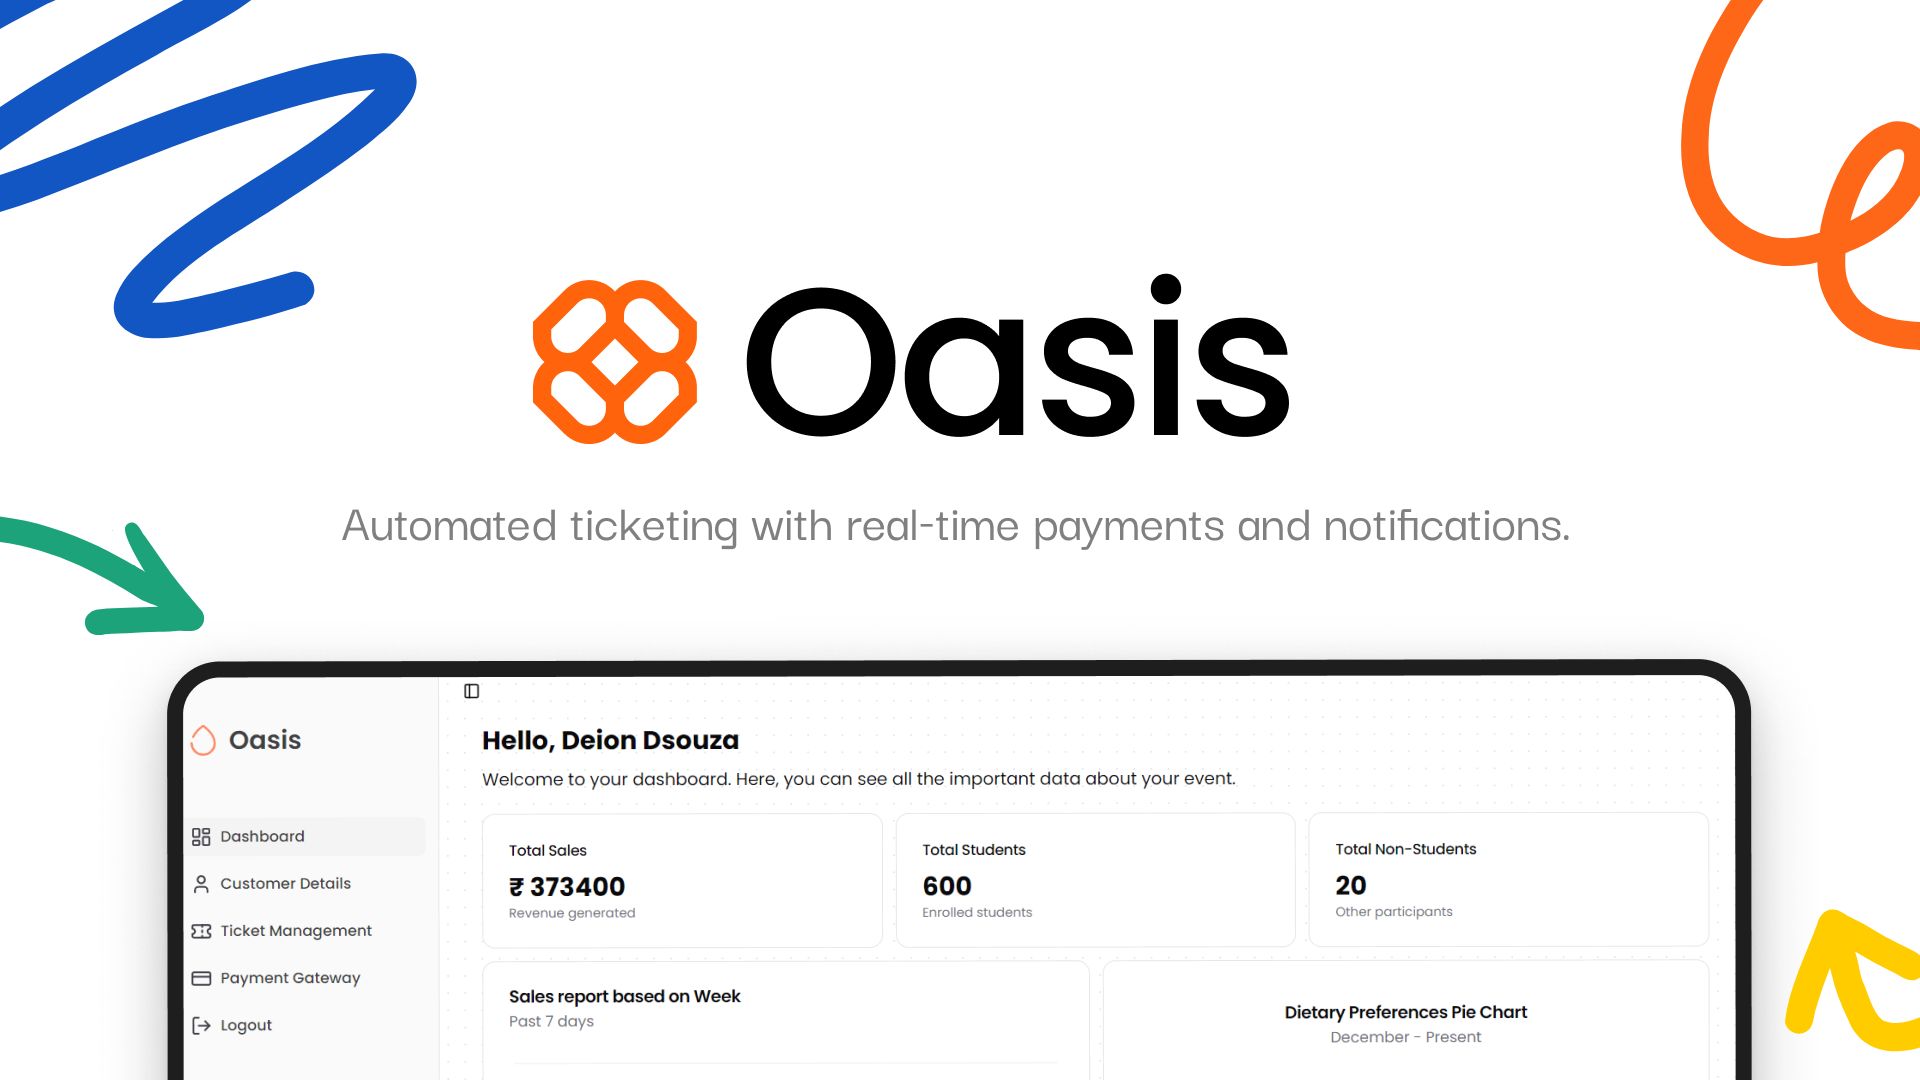 Oasis
Automated ticketing with real-time payments and notifications.
Oasis
Dashboard
Customer Details
Ticket Management
Payment Gateway
Logout
Hello, Deion Dsouza
Welcome to your dashboard. Here, you can see all the important data about your event.
Total Sales
₹ 373400
Revenue generated
Total Students
600
Enrolled students
Total Non-Students
20
Other participants
Sales report based on Week
Past 7 days
Dietary Preferences Pie Chart
December - Present